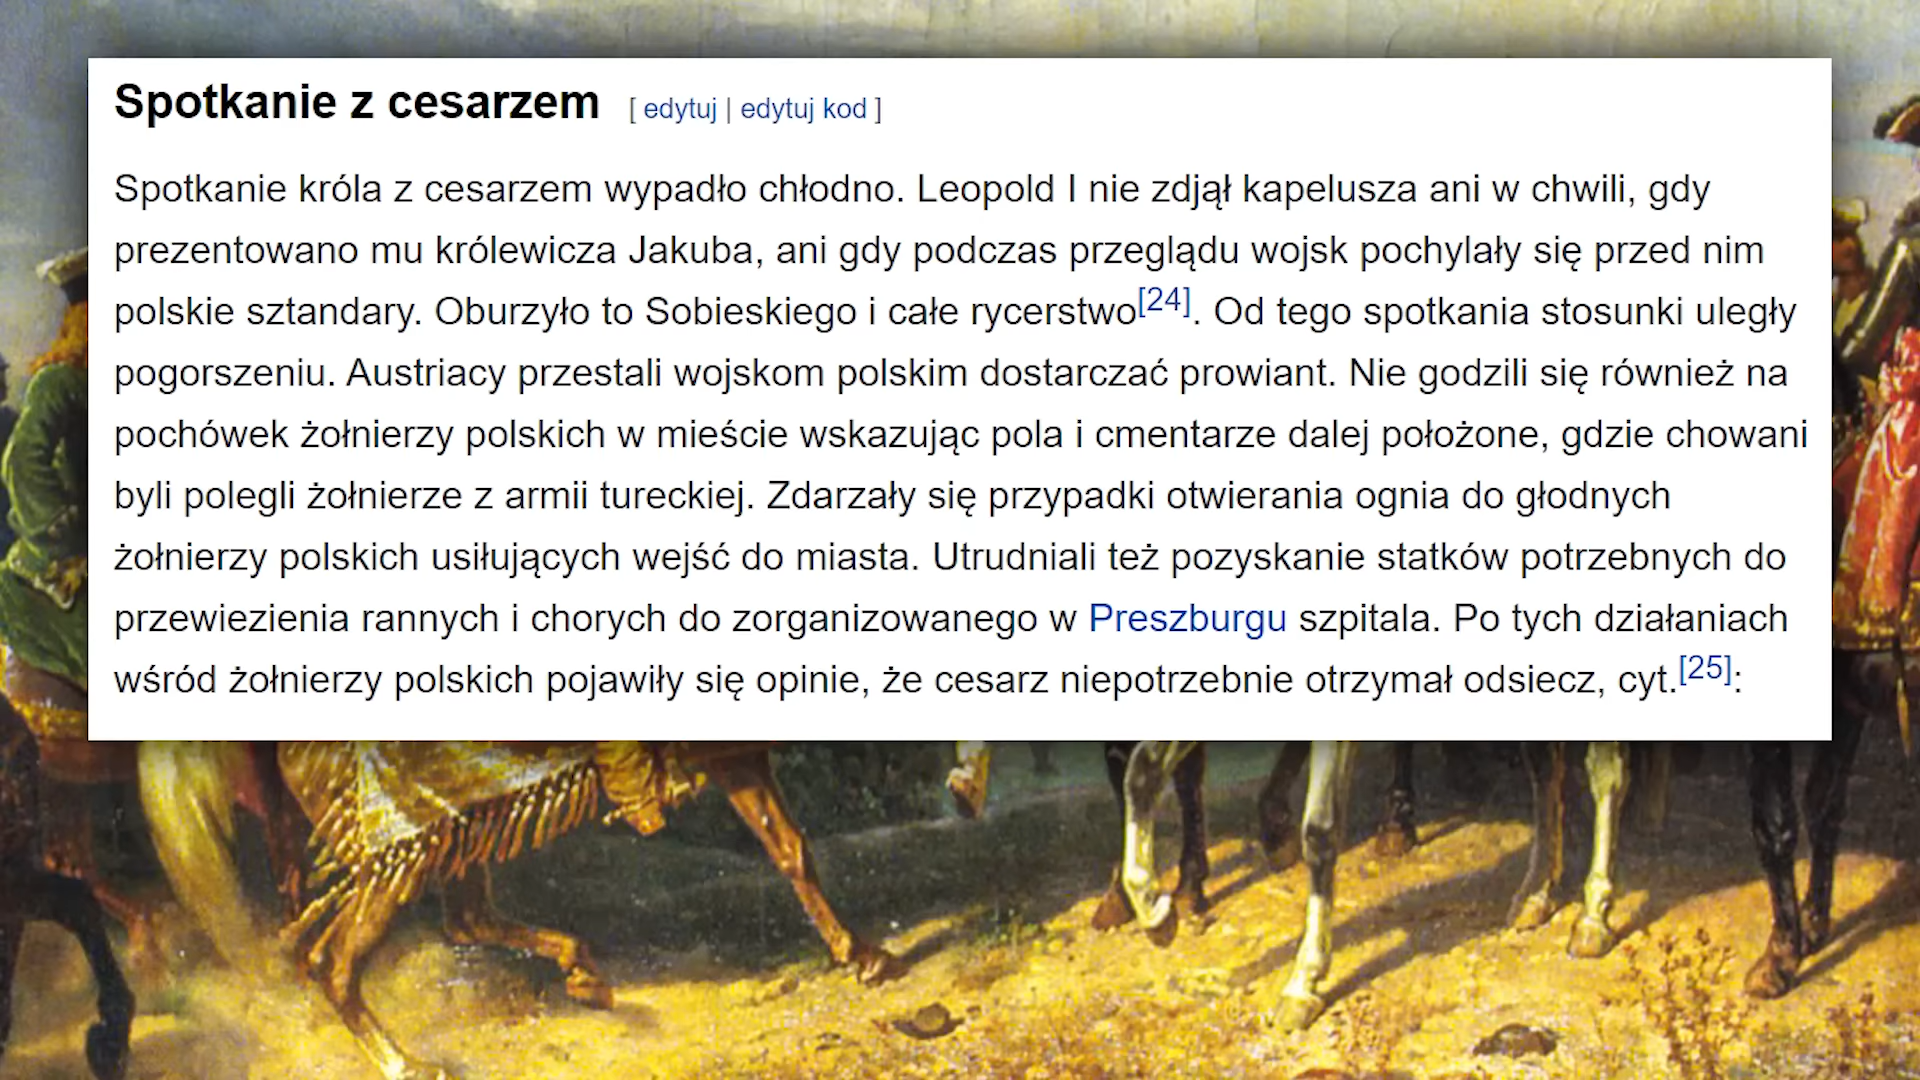 Spotkanie z cesarzem [ edytuj | edytuj kod ]
Spotkanie króla z cesarzem wypadło chłodno. Leopold I nie zdjął kapelusza ani w chwili, gdy
prezentowano mu królewicza Jakuba, ani gdy podczas przeglądu wojsk pochylały się przed nim
polskie sztandary. Oburzyło to Sobieskiego i całe rycerstwo[24]. Od tego spotkania stosunki uległy
pogorszeniu. Austriacy przestali wojskom polskim dostarczać prowiant. Nie godzili się również na
pochówek żołnierzy polskich w mieście wskazując pola i cmentarze dalej położone, gdzie chowani
byli polegli żołnierze z armii tureckiej. Zdarzały się przypadki otwierania ognia do głodnych
żołnierzy polskich usiłujących wejść do miasta. Utrudniali też pozyskanie statków potrzebnych do
przewiezienia rannych i chorych do zorganizowanego w Preszburgu szpitala. Po tych działaniach
wśród żołnierzy polskich pojawiły się opinie, że cesarz niepotrzebnie otrzymał odsiecz, cyt.[25]: